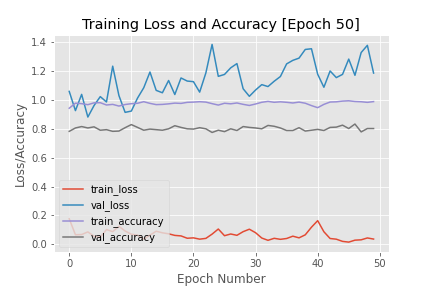 Training Loss and Accuracy [Epoch 50]
1.4
1.2
1.0
0.8
0.6
0.4
0.2
0.0
Loss/Accuracy
train_loss
val_loss
train_accuracy
val_accuracy
0
10
20
30
40
50
Epoch Number